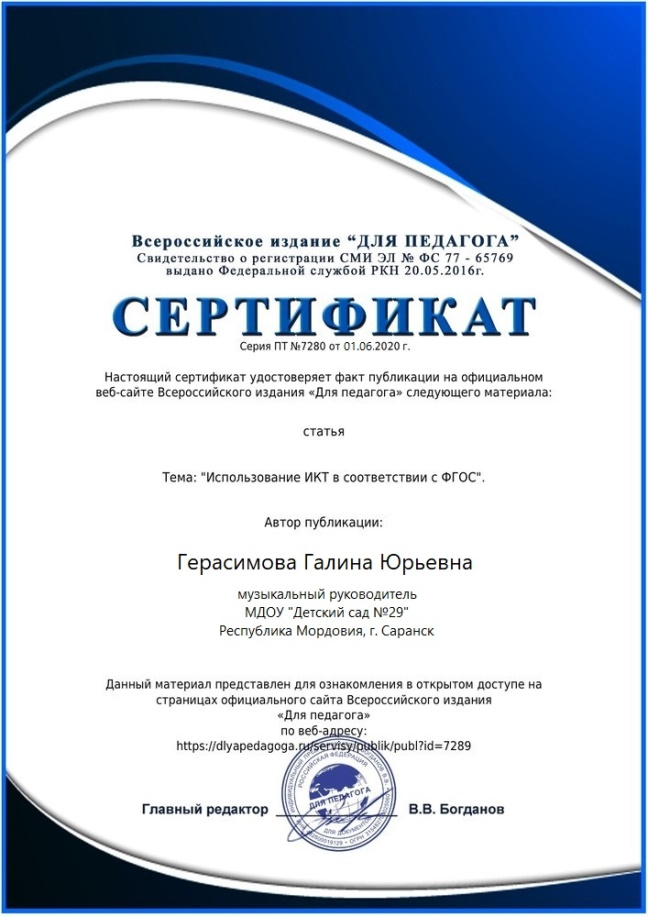 Всероссийское издание “ДЛЯ ПЕДАГОГА”
Свидетельство о регистрации СМИ ЭЛ № ФС 77 - 65769
выдано Федеральной службой РКН 20.05.2016г.
СЕРТИФИКАТ
Серия ПТ №7280 от 01.06.2020 г.
Настоящий сертификат удостоверяет факт публикации на официальном
веб-сайте Всероссийского издания «Для педагога» следующего материала:
статья
Тема: "Использование ИКТ в соответствии с ФГОС".
Автор публикации:
Герасимова Галина Юрьевна
музыкальный руководитель
МДОУ "Детский сад №29"
Республика Мордовия, г. Саранск
Данный материал представлен для ознакомления в открытом доступе на
страницах официального сайта Всероссийского издания
«Для педагога»
по веб-адресу:
https://dlyapedagoga.ru/servisy/publik/publ?id=7289
РОССИЙСКАЯ ФЕДЕРАЦИЯ
ДЛЯ ПЕДАГОГА
ДЛЯ ДОКУМЕНТОВ
Главный редактор
В.В. Богданов